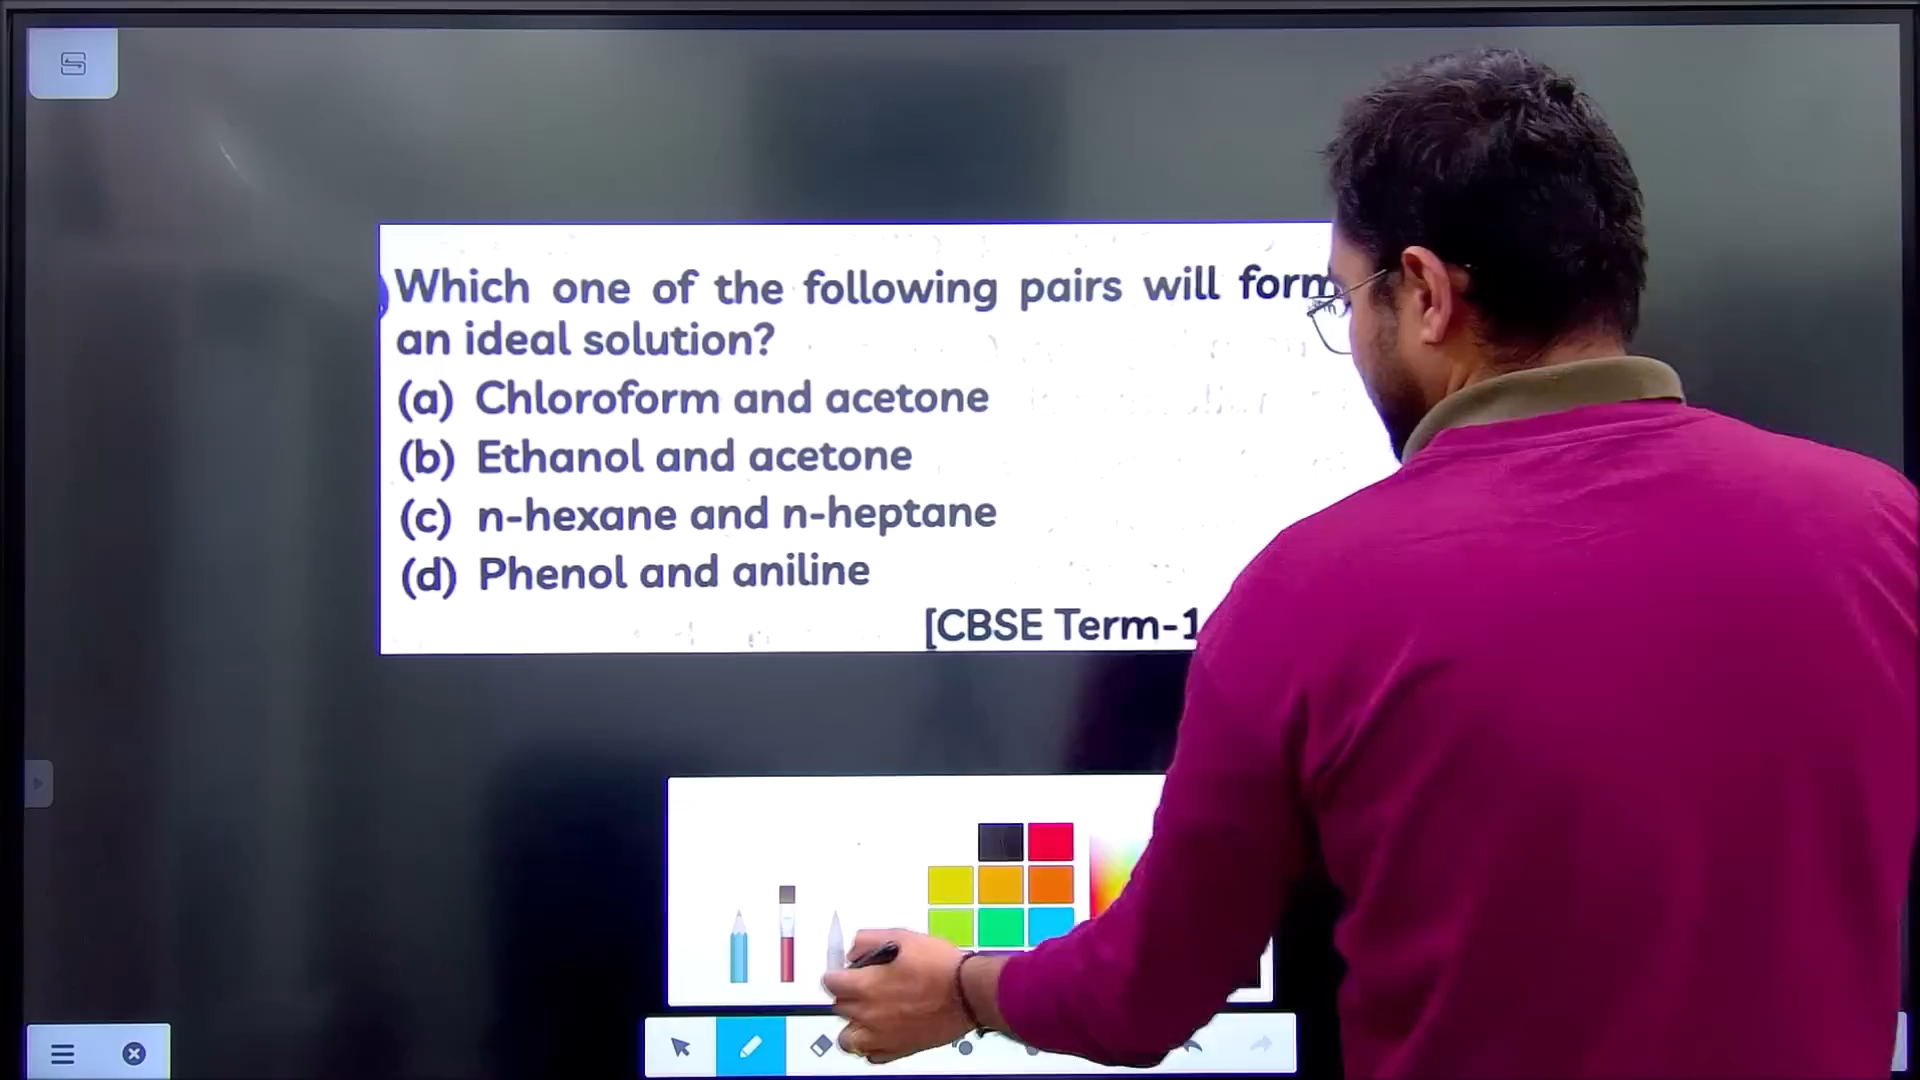 Which one of the following pairs will form
an ideal solution?
(a) Chloroform and acetone
(b) Ethanol and acetone
(c) n-hexane and n-heptane
(d) Phenol and aniline
[CBSE Term-1